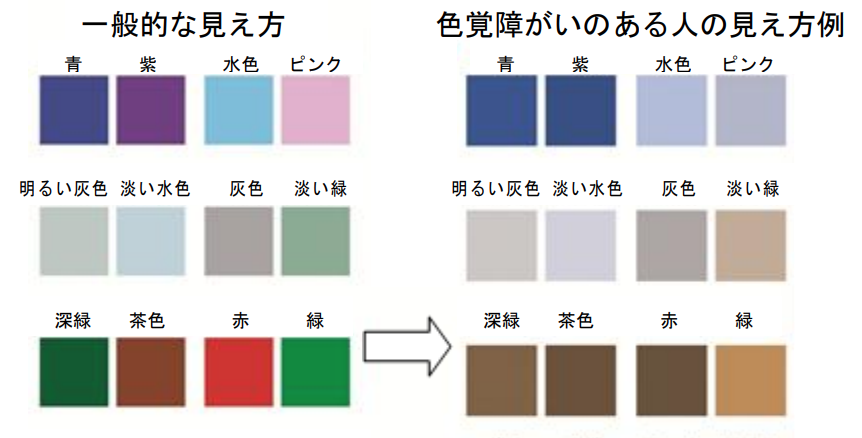 一般的な見え方
色覚障がいのある人の見え方例
青 紫 水色 ピンク
青 紫 水色 ピンク
明るい灰色 淡い水色 灰色 淡い緑
明るい灰色 淡い水色 灰色 淡い緑
深緑 茶色 赤 緑
深緑 茶色 赤 緑